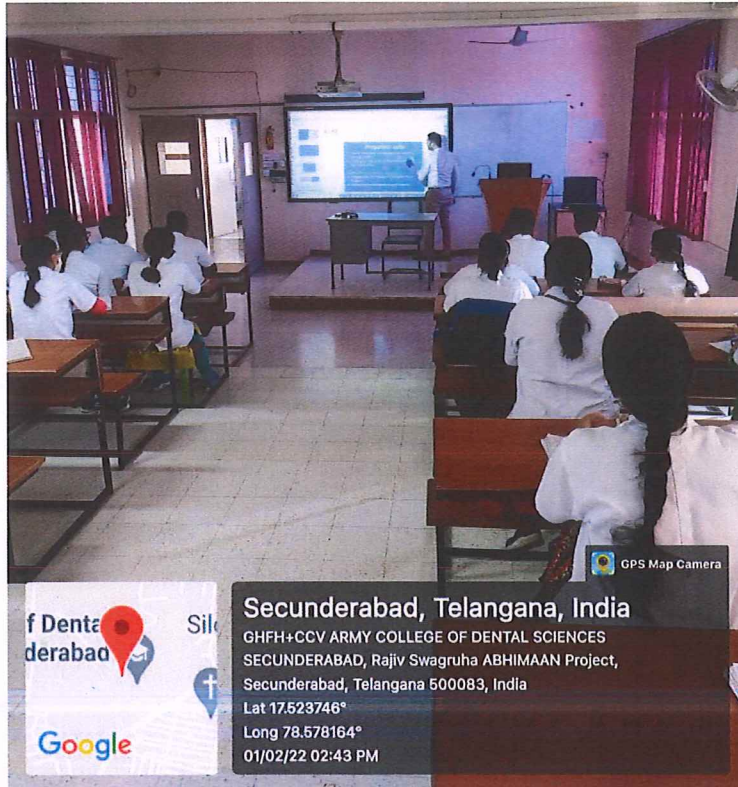 GPS Map Camera
f Denta
derabad
Sil
Google
Secunderabad, Telangana, India
GHFH+CCV ARMY COLLEGE OF DENTAL SCIENCES
SECUNDERABAD, Rajiv Swagruha ABHIMAAN Project,
Secunderabad, Telangana 500083, India
Lat 17.523746°
Long 78.578164°
01/02/22 02:43 PM